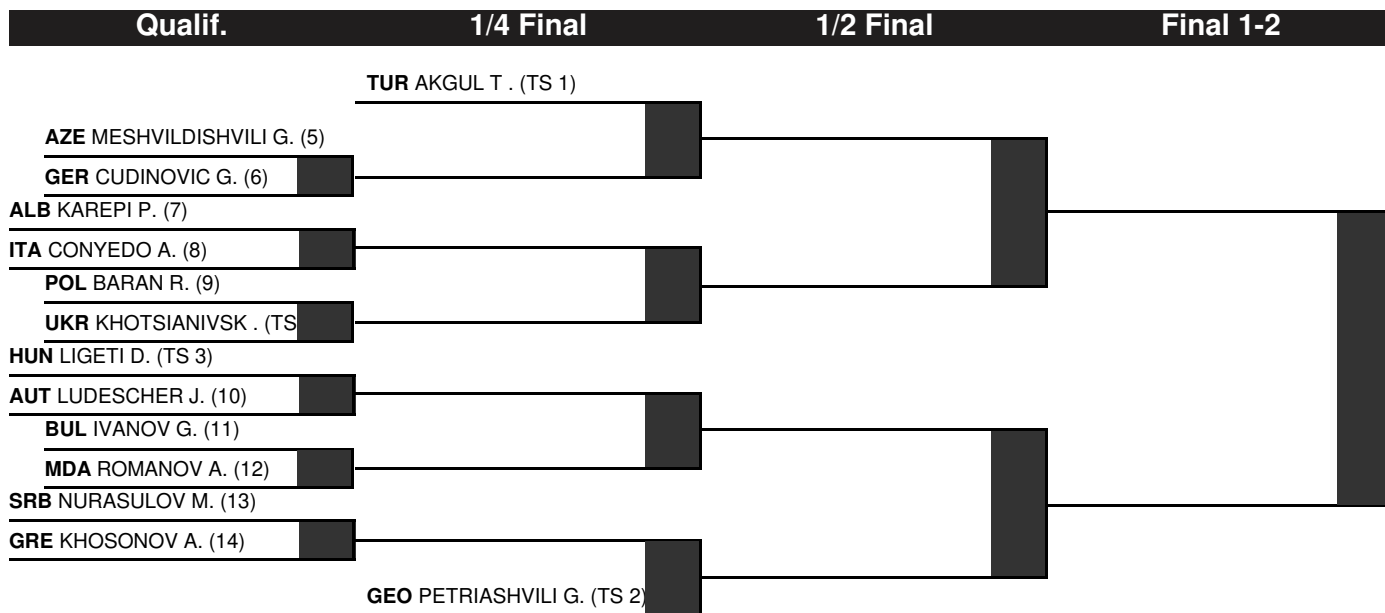 Qualif. 1/4 Final 1/2 Final Final 1-2
TUR AKGUL T . (TS 1)
AZE MESHVILDISHVILI G. (5)
GER CUDINOVIC G. (6)
ALB KAREPI P. (7)
ITA CONYEDO A. (8)
POL BARAN R. (9)
UKR KHOTSIANIVSK . (TS
HUN LIGETI D. (TS 3)
AUT LUDESCHER J. (10)
BUL IVANOV G. (11)
MDA ROMANOV A. (12)
SRB NURASULOV M. (13)
GRE KHOSONOV A. (14)
GEO PETRIASHVILI G. (TS 2)